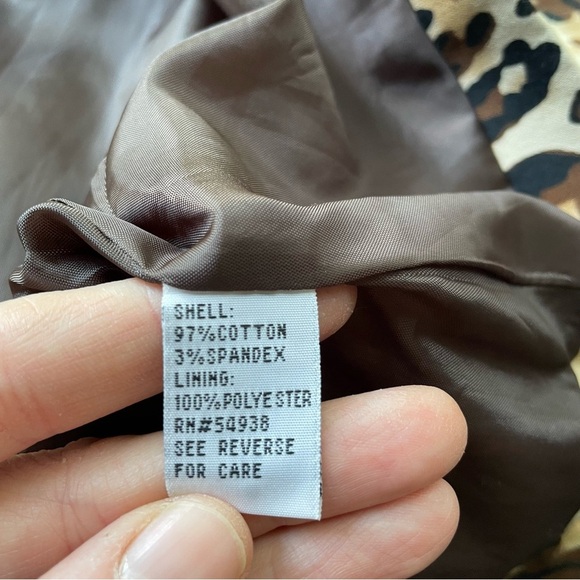 SHELL:
97%COTTON
3%SPANDEX
LINING:
100%POLYESTER
RN#54938
SEE REVERSE
FOR CARE